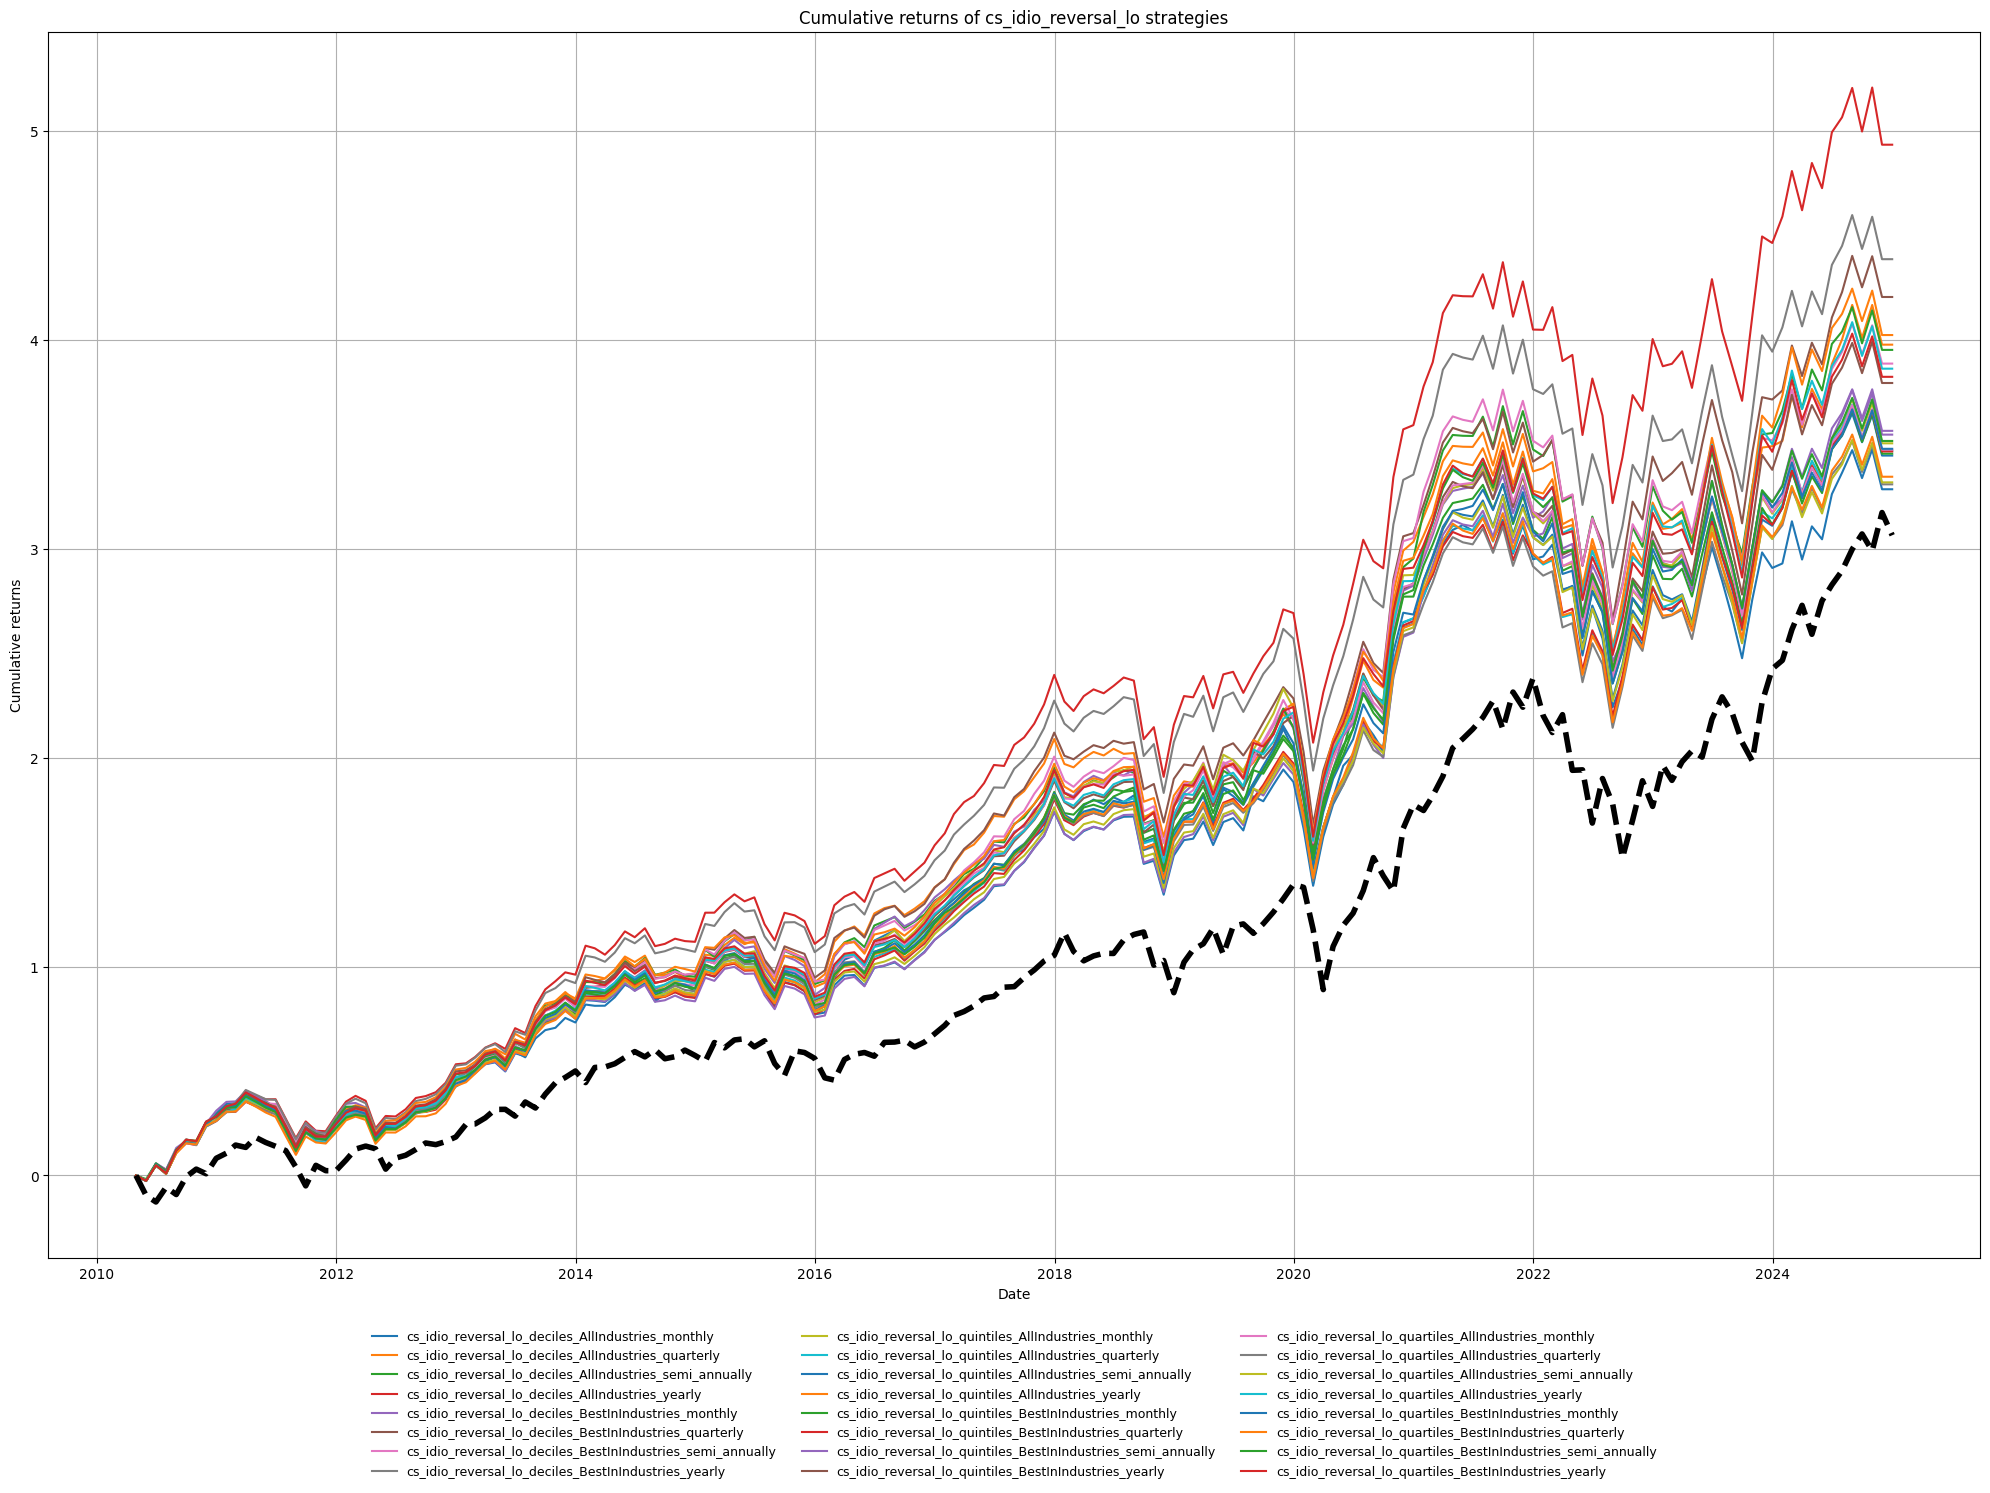 Cumulative returns of cs_idio_reversal_lo strategies
5
4
3
2
1
0
Cumulative returns
2010 2012 2014 2016 2018 2020 2022 2024
Date
cs_idio_reversal_lo_deciles_AllIndustries_monthly
cs_idio_reversal_lo_deciles_AllIndustries_quarterly
cs_idio_reversal_lo_deciles_AllIndustries_semi_annually
cs_idio_reversal_lo_deciles_AllIndustries_yearly
cs_idio_reversal_lo_deciles_BestInIndustries_monthly
cs_idio_reversal_lo_deciles_BestInIndustries_quarterly
cs_idio_reversal_lo_deciles_BestInIndustries_semi_annually
cs_idio_reversal_lo_deciles_BestInIndustries_yearly
cs_idio_reversal_lo_quintiles_AllIndustries_monthly
cs_idio_reversal_lo_quintiles_AllIndustries_quarterly
cs_idio_reversal_lo_quintiles_AllIndustries_semi_annually
cs_idio_reversal_lo_quintiles_AllIndustries_yearly
cs_idio_reversal_lo_quintiles_BestInIndustries_monthly
cs_idio_reversal_lo_quintiles_BestInIndustries_quarterly
cs_idio_reversal_lo_quintiles_BestInIndustries_semi_annually
cs_idio_reversal_lo_quintiles_BestInIndustries_yearly
cs_idio_reversal_lo_quartiles_AllIndustries_monthly
cs_idio_reversal_lo_quartiles_AllIndustries_quarterly
cs_idio_reversal_lo_quartiles_AllIndustries_semi_annually
cs_idio_reversal_lo_quartiles_AllIndustries_yearly
cs_idio_reversal_lo_quartiles_BestInIndustries_monthly
cs_idio_reversal_lo_quartiles_BestInIndustries_quarterly
cs_idio_reversal_lo_quartiles_BestInIndustries_semi_annually
cs_idio_reversal_lo_quartiles_BestInIndustries_yearly